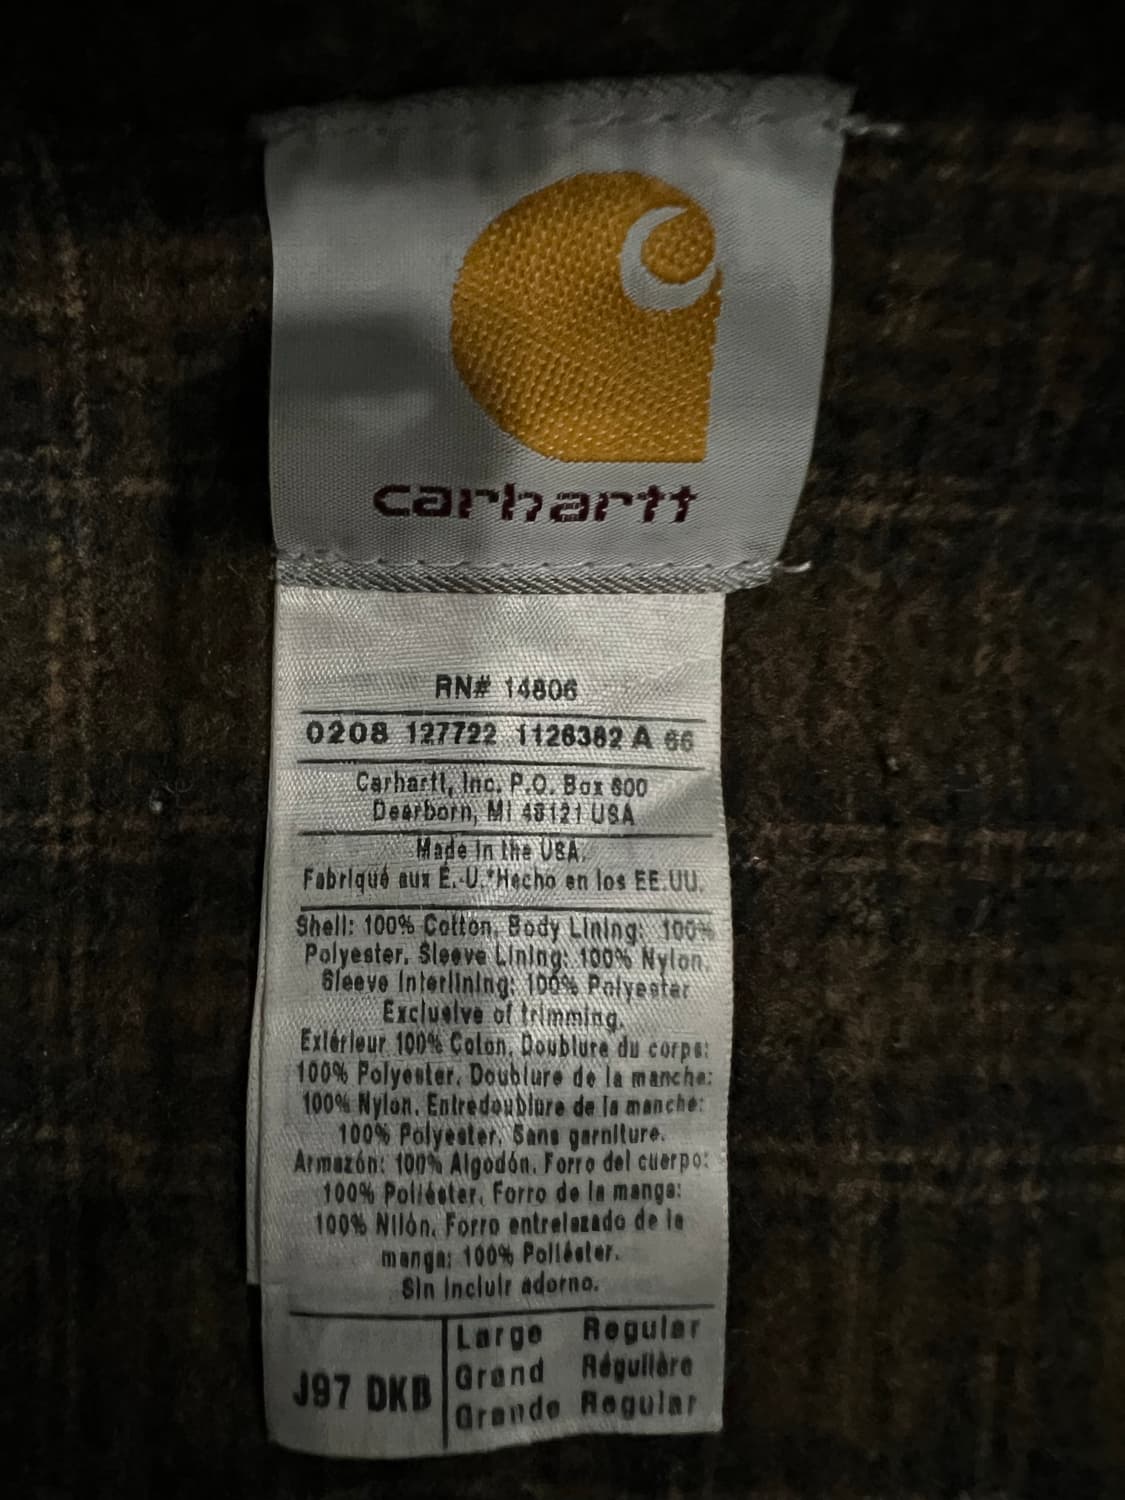 carhartt
RN# 14806
0208 127722 1126382 A 66
Carhartt, Inc. P.O. Box 600
Dearborn, MI 48121 USA
Made in the USA.
Fabriqué aux É.-U.*Hecho en los EE.UU.
Shell: 100% Cotton, Body Lining: 100%
Polyester, Sleeve Lining: 100% Nylon,
Sleeve Interlining: 100% Polyester
Exclusive of trimming.
Extérieur 100% Coton, Doublure du corps:
100% Polyester, Doublure de la manche:
100% Nylon, Entredoublure de la manche:
100% Polyester, Sans garniture.
Armazón: 100% Algodón, Forro del cuerpo:
100% Poliéster, Forro de la manga:
100% Nilón, Forro entrelazado de la
manga: 100% Poliéster.
Sin incluir adorno.
J97 DKB
Large Regular
Grand Régulière
Grande Regular